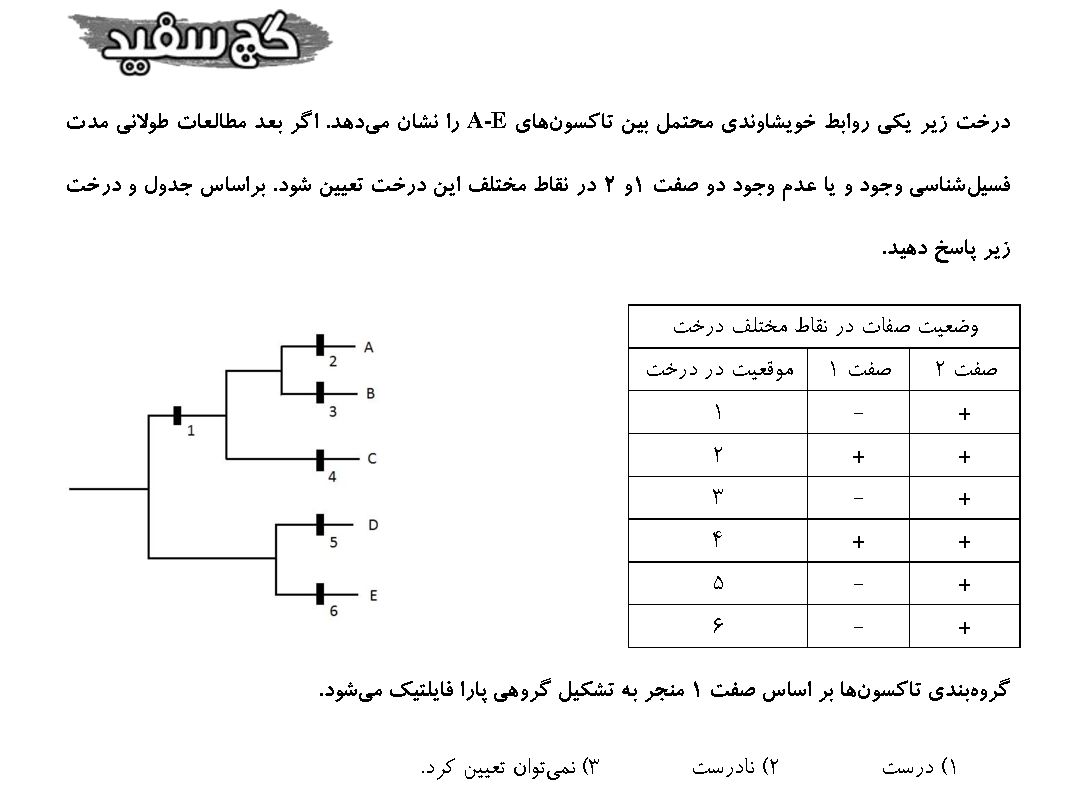 گچ سفید
درخت زیر یکی روابط خویشاوندی محتمل بین تاکسون‌های A-E را نشان می‌دهد. اگر بعد مطالعات طولانی مدت
فسیل‌شناسی وجود و یا عدم وجود دو صفت ۱و ۲ در نقاط مختلف این درخت تعیین شود. براساس جدول و درخت
زیر پاسخ دهید.
وضعیت صفات در نقاط مختلف درخت
موقعیت در درخت صفت ۱ صفت ۲
۱ - +
۲ + +
۳ - +
۴ + +
۵ - +
۶ - +
A
2
B
3
1
C
4
D
5
E
6
گروه‌بندی تاکسون‌ها بر اساس صفت ۱ منجر به تشکیل گروهی پارا فایلتیک می‌شود.
۱) درست ۲) نادرست ۳) نمی‌توان تعیین کرد.